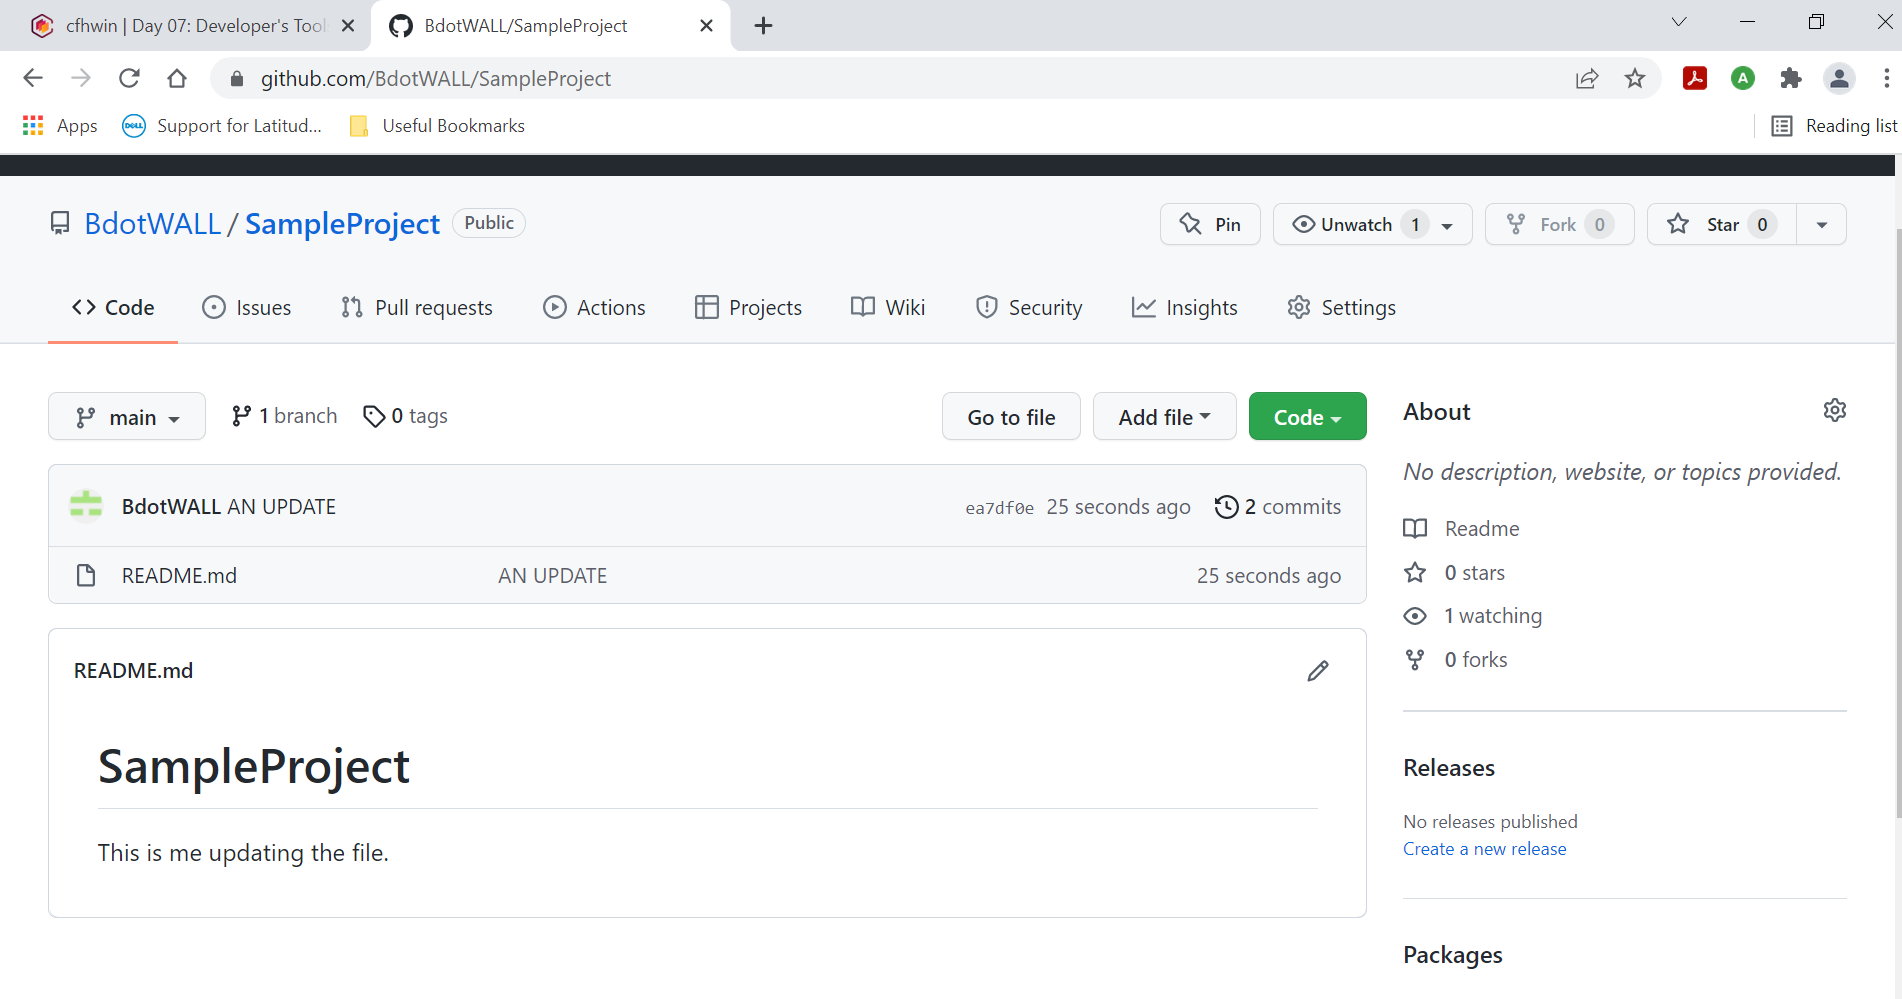 cfhwin | Day 07: Developer's Tool
BdotWALL/SampleProject
github.com/BdotWALL/SampleProject
A
Apps
DELL
Support for Latitud...
Useful Bookmarks
Reading list
BdotWALL / SampleProject
Public
Pin
Unwatch 1
Fork 0
Star 0
Code
Issues
Pull requests
Actions
Projects
Wiki
Security
Insights
Settings
main
1 branch
0 tags
Go to file
Add file
Code
BdotWALL AN UPDATE
ea7df0e 25 seconds ago
2 commits
README.md
AN UPDATE
25 seconds ago
README.md
SampleProject
This is me updating the file.
About
No description, website, or topics provided.
Readme
0 stars
1 watching
0 forks
Releases
No releases published
Create a new release
Packages